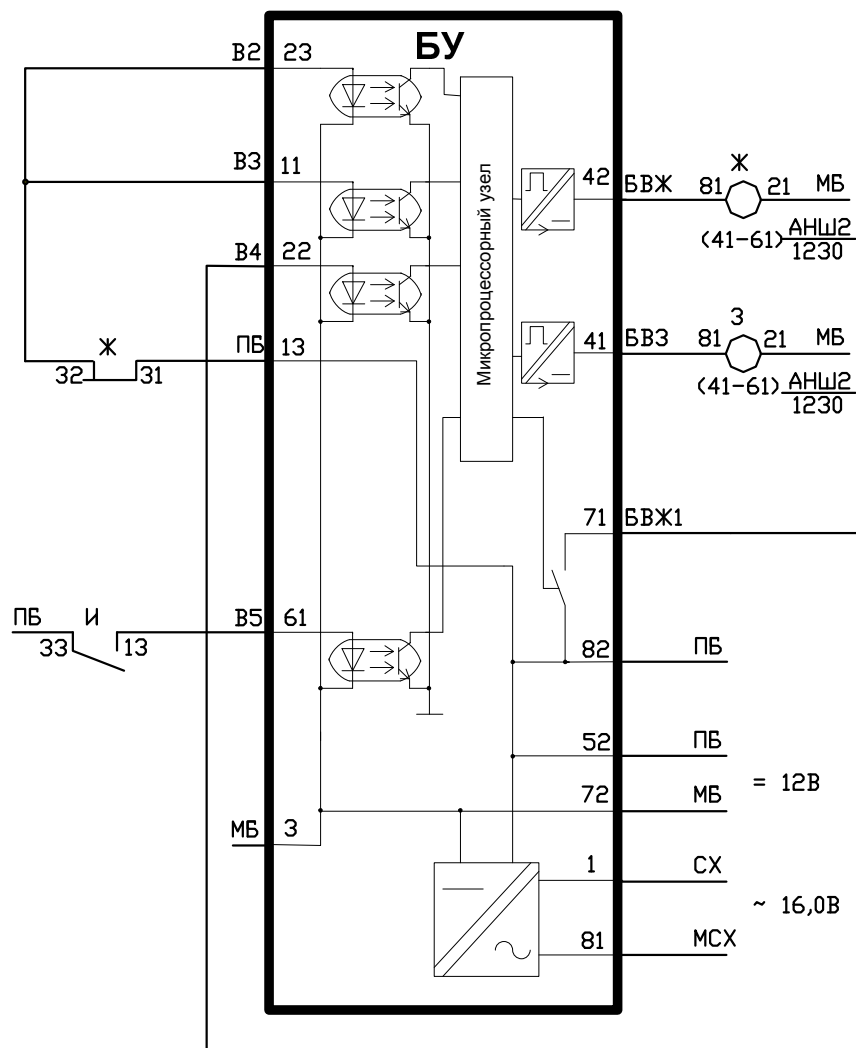 БУ
В2 23
В3 11
Микропроцессорный узел
42 БВЖ 81 Ж 21 МБ
(41-61) АНШ2
1230
В4 22
ПБ 13
Ж
32 31
41 БВЗ 81 З 21 МБ
(41-61) АНШ2
1230
71 БВЖ1
ПБ И В5 61
33 13
82 ПБ
52 ПБ
= 12В
72 МБ
МБ 3
1 СХ
~ 16,0В
81 МСХ